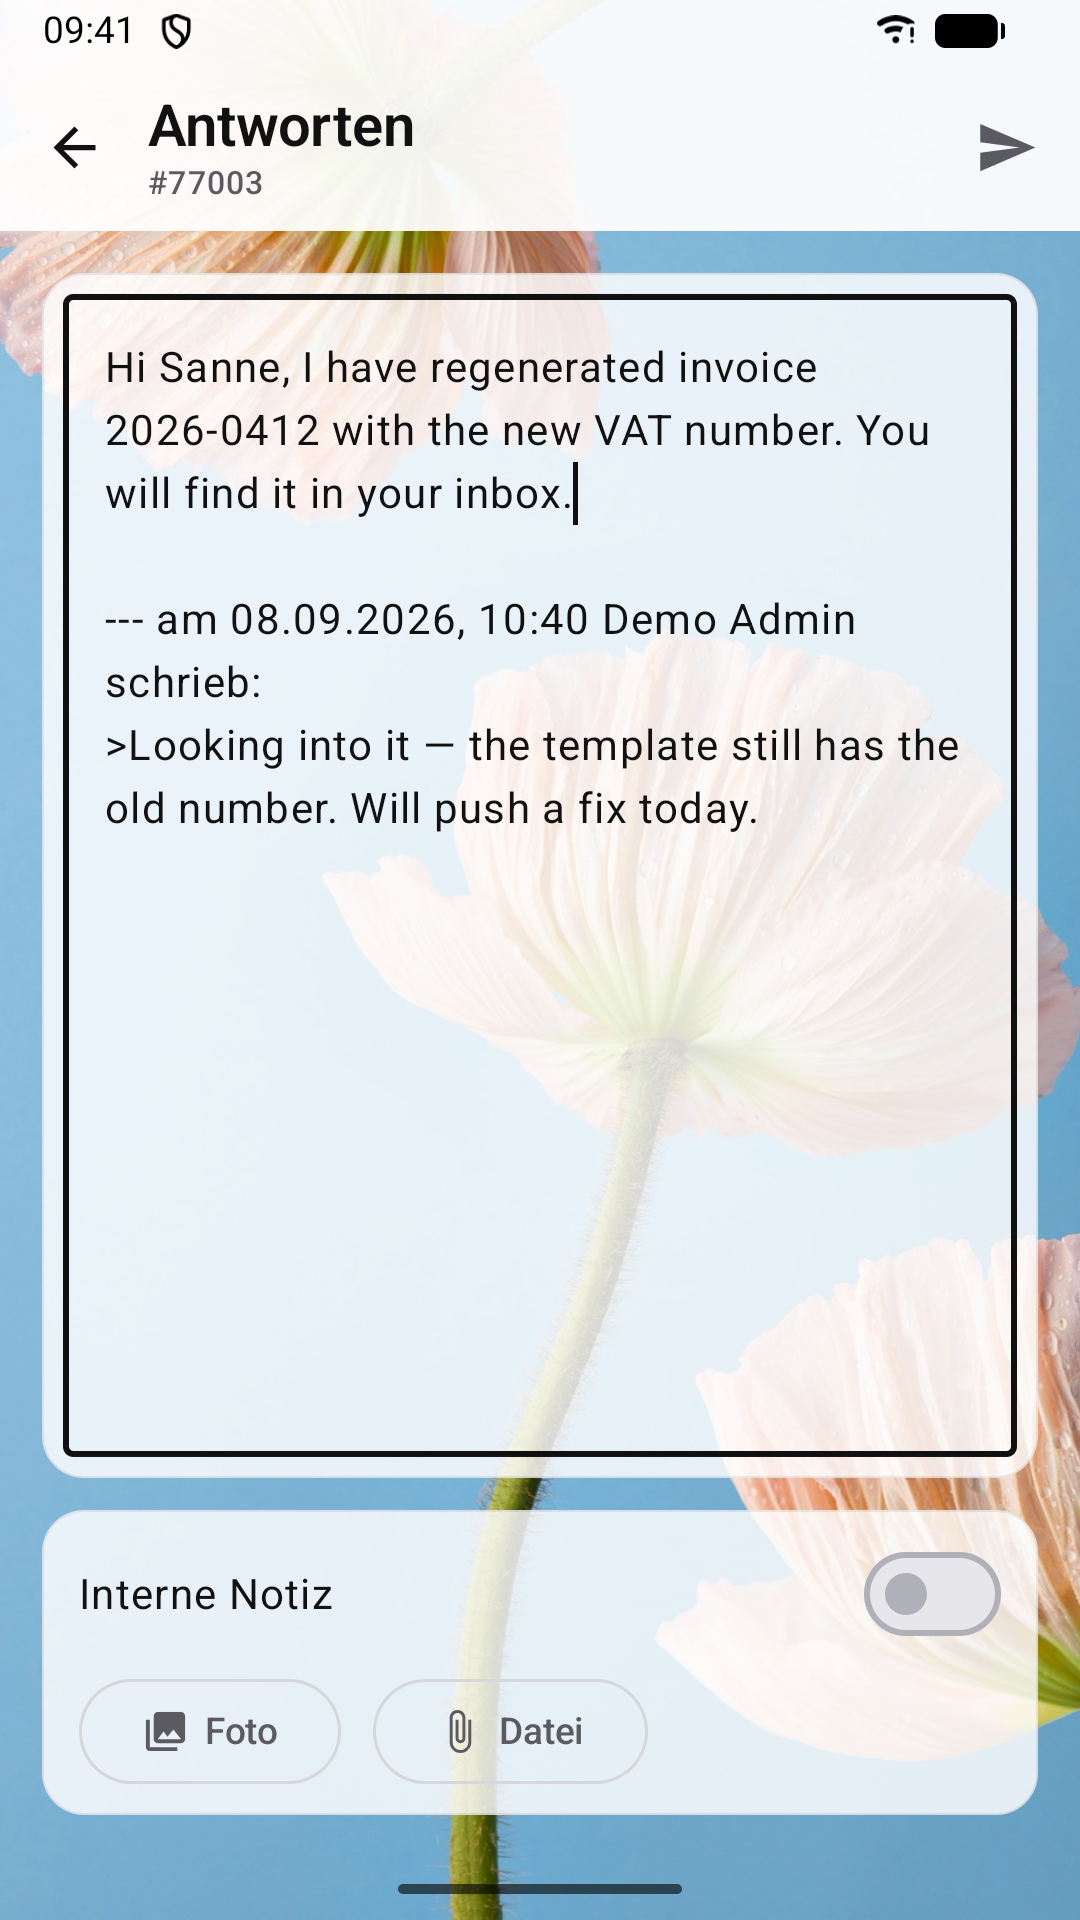 09:41
Antworten
#77003
Hi Sanne, I have regenerated invoice
2026-0412 with the new VAT number. You
will find it in your inbox.
--- am 08.09.2026, 10:40 Demo Admin
schrieb:
>Looking into it — the template still has the
old number. Will push a fix today.
Interne Notiz
Foto
Datei